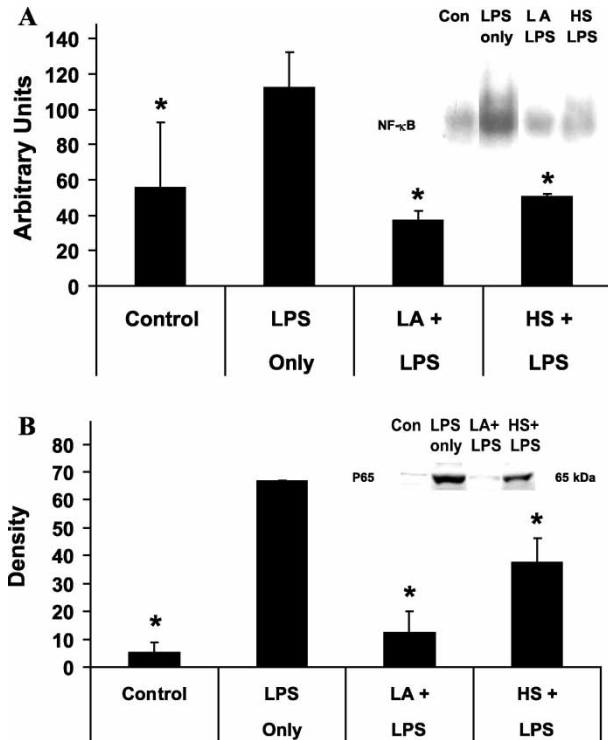 A
Con LPS only L A LPS HS LPS
NF-κB
Arbitrary Units
140
120
100
80
60
40
20
0
*
*
*
Control
LPS Only
LA + LPS
HS + LPS
B
Con LPS only LA+ LPS HS+ LPS
P65
65 kDa
Density
80
70
60
50
40
30
20
10
0
*
*
*
Control
LPS Only
LA + LPS
HS + LPS